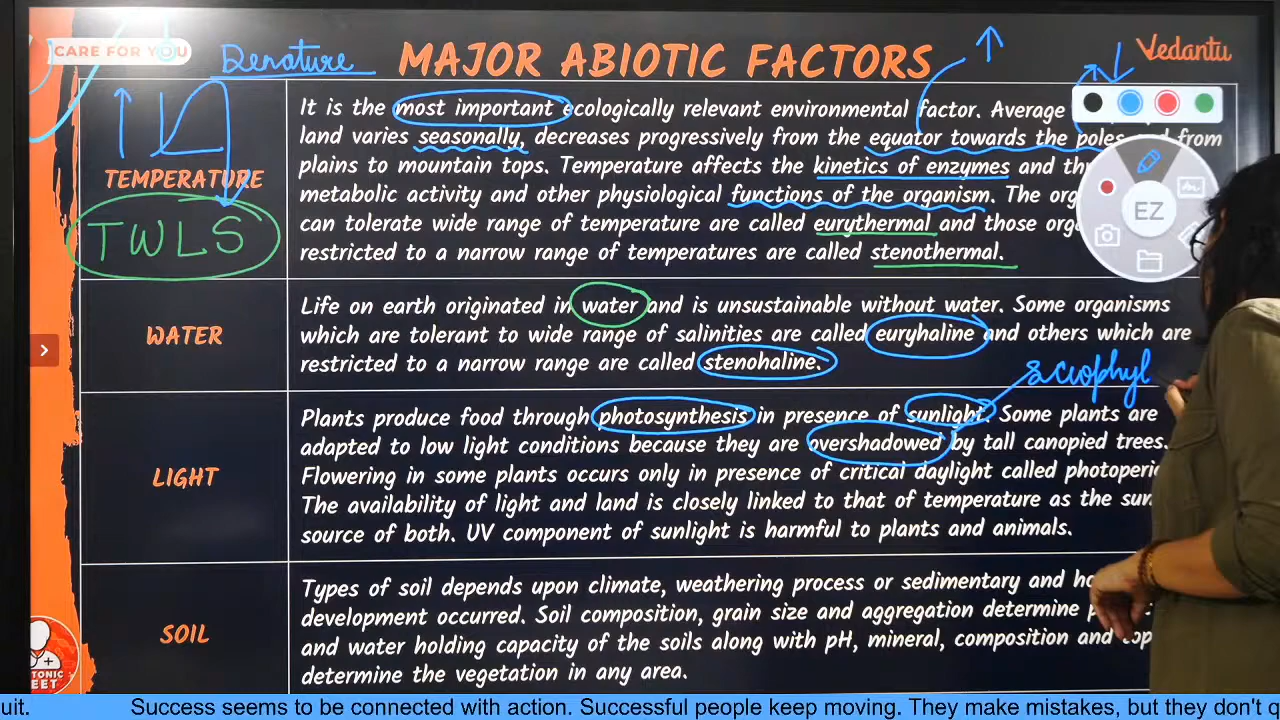 CARE FOR YOU
Denature
MAJOR ABIOTIC FACTORS
Vedantu
TEMPERATURE
TWLS
It is the most important ecologically relevant environmental factor. Average
land varies seasonally, decreases progressively from the equator towards the poles and from
plains to mountain tops. Temperature affects the kinetics of enzymes and
metabolic activity and other physiological functions of the organism. The
can tolerate wide range of temperature are called eurythermal and those
restricted to a narrow range of temperatures are called stenothermal.
EZ
WATER
Life on earth originated in water and is unsustainable without water. Some organisms
which are tolerant to wide range of salinities are called euryhaline and others which are
restricted to a narrow range are called stenohaline.
sciophyl
LIGHT
Plants produce food through photosynthesis in presence of sunlight. Some plants are
adapted to low light conditions because they are overshadowed by tall canopied trees.
Flowering in some plants occurs only in presence of critical daylight called
The availability of light and land is closely linked to that of temperature as the
source of both. UV component of sunlight is harmful to plants and animals.
SOIL
Types of soil depends upon climate, weathering process or sedimentary and
development occurred. Soil composition, grain size and aggregation determine
and water holding capacity of the soils along with pH, mineral, composition and
determine the vegetation in any area.
TONIC
EET
uit. Success seems to be connected with action. Successful people keep moving. They make mistakes, but they don't q